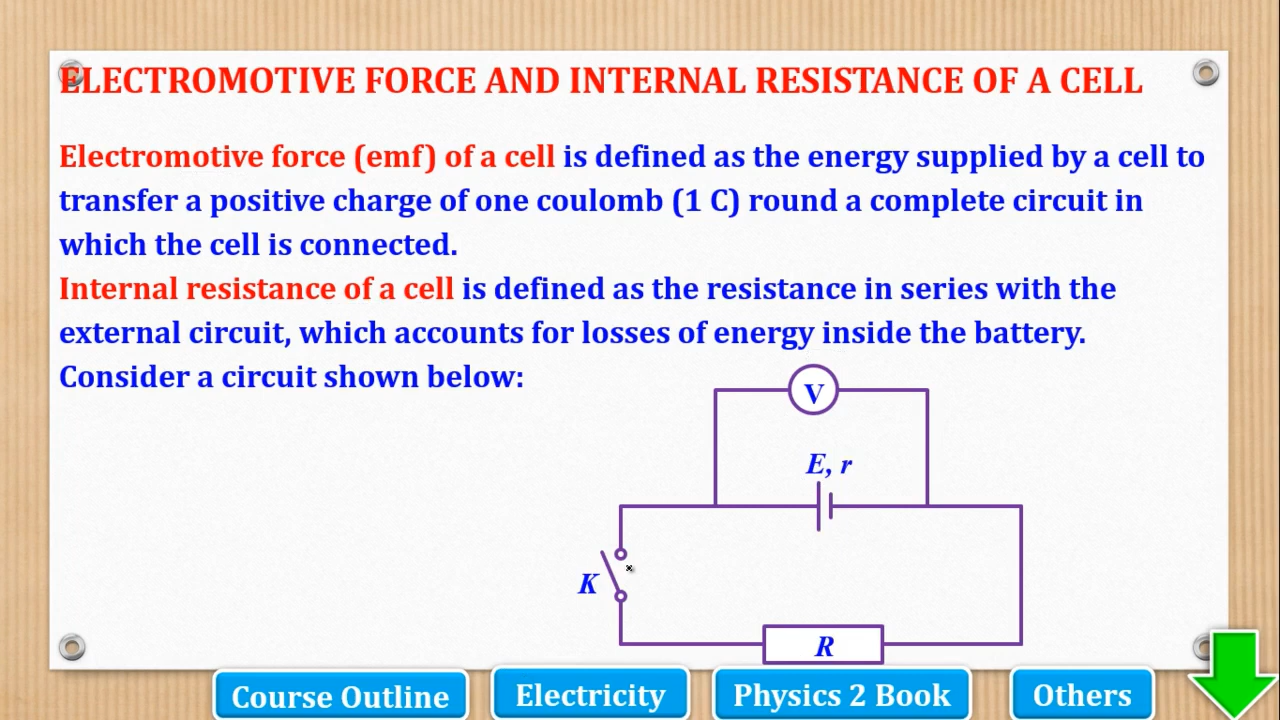 ELECTROMOTIVE FORCE AND INTERNAL RESISTANCE OF A CELL
Electromotive force (emf) of a cell is defined as the energy supplied by a cell to
transfer a positive charge of one coulomb (1 C) round a complete circuit in
which the cell is connected.
Internal resistance of a cell is defined as the resistance in series with the
external circuit, which accounts for losses of energy inside the battery.
Consider a circuit shown below:
V
E, r
K
R
Course Outline
Electricity
Physics 2 Book
Others